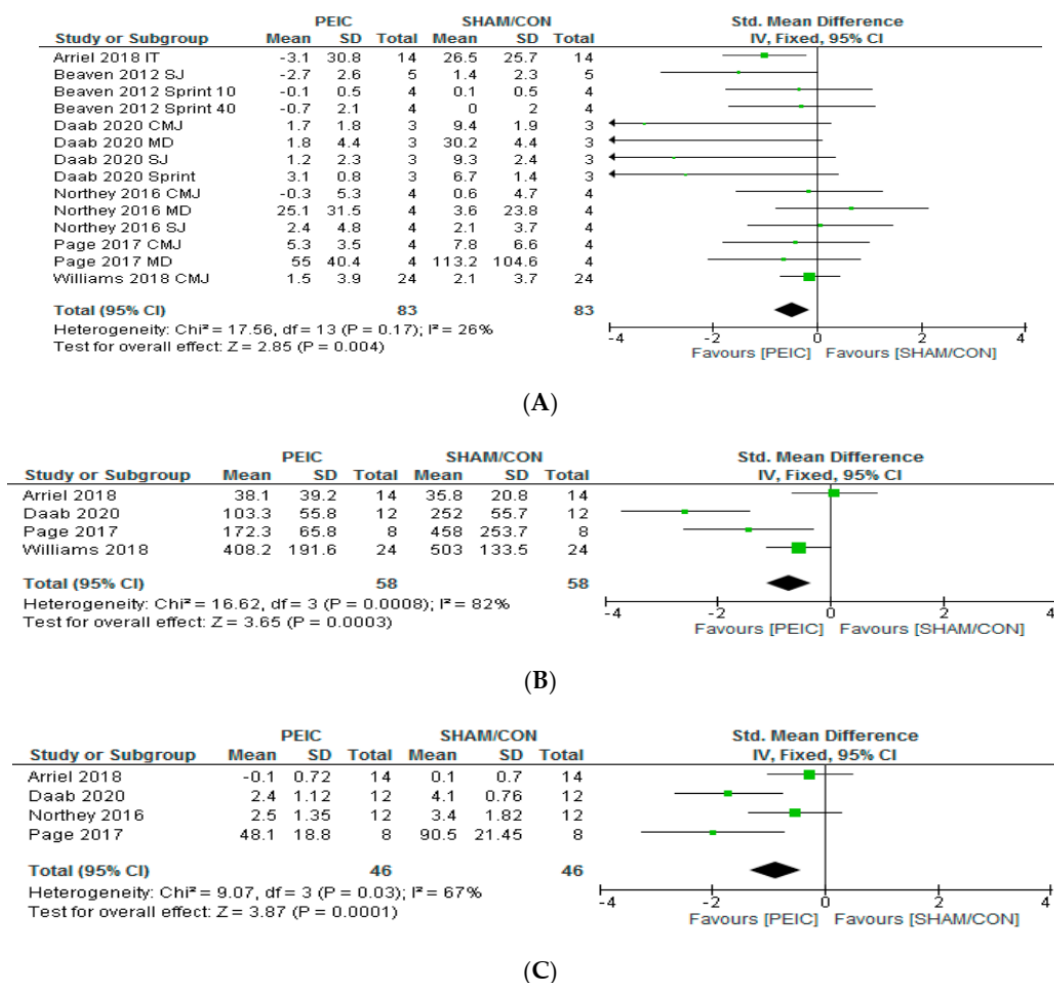 PEIC SHAM/CON Std. Mean Difference
Study or Subgroup Mean SD Total Mean SD Total IV, Fixed, 95% CI
Arriel 2018 IT -3.1 30.8 14 26.5 25.7 14
Beaven 2012 SJ -2.7 2.6 5 1.4 2.3 5
Beaven 2012 Sprint 10 -0.1 0.5 4 0.1 0.5 4
Beaven 2012 Sprint 40 -0.7 2.1 4 0 2 4
Daab 2020 CMJ 1.7 1.8 3 9.4 1.9 3
Daab 2020 MD 1.8 4.4 3 30.2 4.4 3
Daab 2020 SJ 1.2 2.3 3 9.3 2.4 3
Daab 2020 Sprint 3.1 0.8 3 6.7 1.4 3
Northey 2016 CMJ -0.3 5.3 4 0.6 4.7 4
Northey 2016 MD 25.1 31.5 4 3.6 23.8 4
Northey 2016 SJ 2.4 4.8 4 2.1 3.7 4
Page 2017 CMJ 5.3 3.5 4 7.8 6.6 4
Page 2017 MD 55 40.4 4 113.2 104.6 4
Williams 2018 CMJ 1.5 3.9 24 2.1 3.7 24
Total (95% CI) 83 83
Heterogeneity: Chi² = 17.56, df = 13 (P = 0.17); I² = 26%
Test for overall effect: Z = 2.85 (P = 0.004)
-4 -2 0 2 4
Favours [PEIC] Favours [SHAM/CON]
(A)
PEIC SHAM/CON Std. Mean Difference
Study or Subgroup Mean SD Total Mean SD Total IV, Fixed, 95% CI
Arriel 2018 38.1 39.2 14 35.8 20.8 14
Daab 2020 103.3 55.8 12 252 55.7 12
Page 2017 172.3 65.8 8 458 253.7 8
Williams 2018 408.2 191.6 24 503 133.5 24
Total (95% CI) 58 58
Heterogeneity: Chi² = 16.62, df = 3 (P = 0.0008); I² = 82%
Test for overall effect: Z = 3.65 (P = 0.0003)
-4 -2 0 2 4
Favours [PEIC] Favours [SHAM/CON]
(B)
PEIC SHAM/CON Std. Mean Difference
Study or Subgroup Mean SD Total Mean SD Total IV, Fixed, 95% CI
Arriel 2018 -0.1 0.72 14 0.1 0.7 14
Daab 2020 2.4 1.12 12 4.1 0.76 12
Northey 2016 2.5 1.35 12 3.4 1.82 12
Page 2017 48.1 18.8 8 90.5 21.45 8
Total (95% CI) 46 46
Heterogeneity: Chi² = 9.07, df = 3 (P = 0.03); I² = 67%
Test for overall effect: Z = 3.87 (P = 0.0001)
-4 -2 0 2 4
Favours [PEIC] Favours [SHAM/CON]
(C)